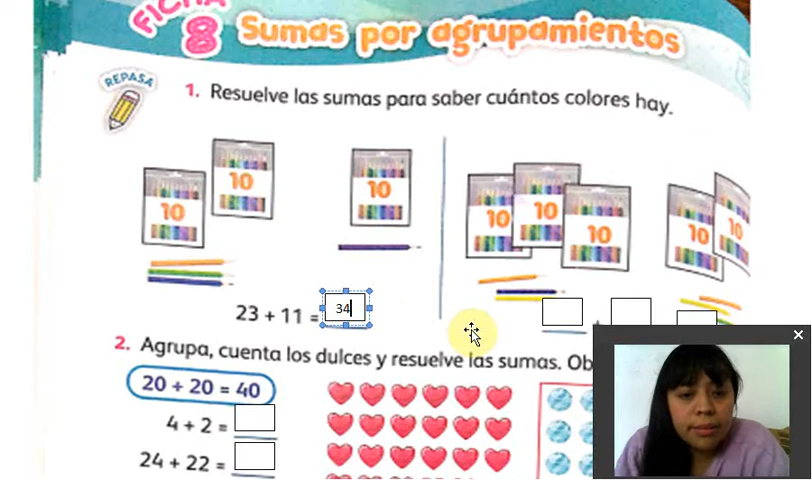 FICHA
8 Sumas por agrupamientos
REPASA
1. Resuelve las sumas para saber cuántos colores hay.
10
10
10
10
10
10
10
10
23 + 11 = 34
+
2. Agrupa, cuenta los dulces y resuelve las sumas. Ob
20 + 20 = 40
4 + 2 =
24 + 22 =